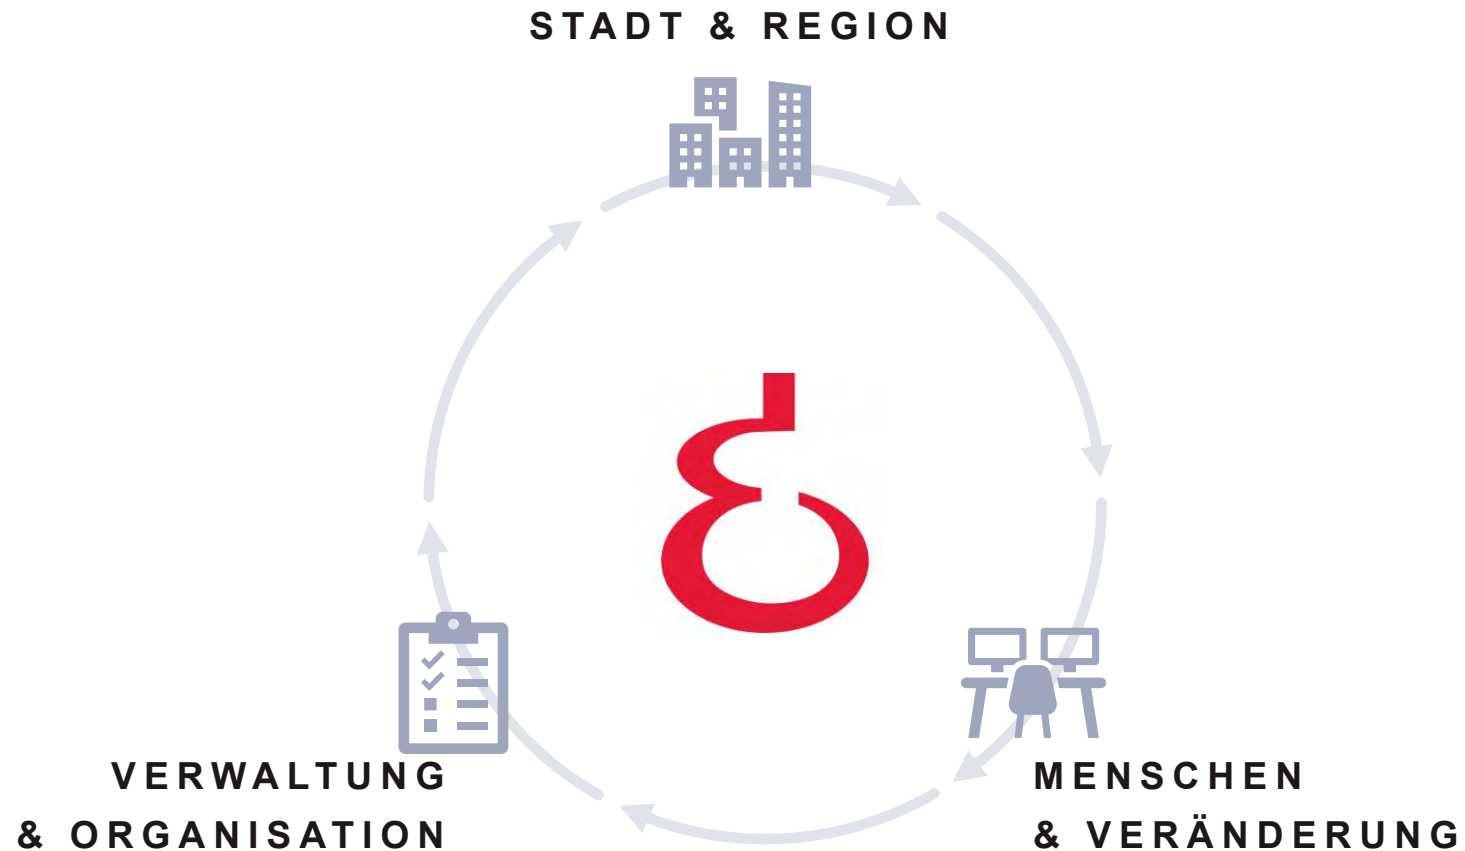 STADT & REGION
&
VERWALTUNG
& ORGANISATION
MENSCHEN
& VERÄNDERUNG